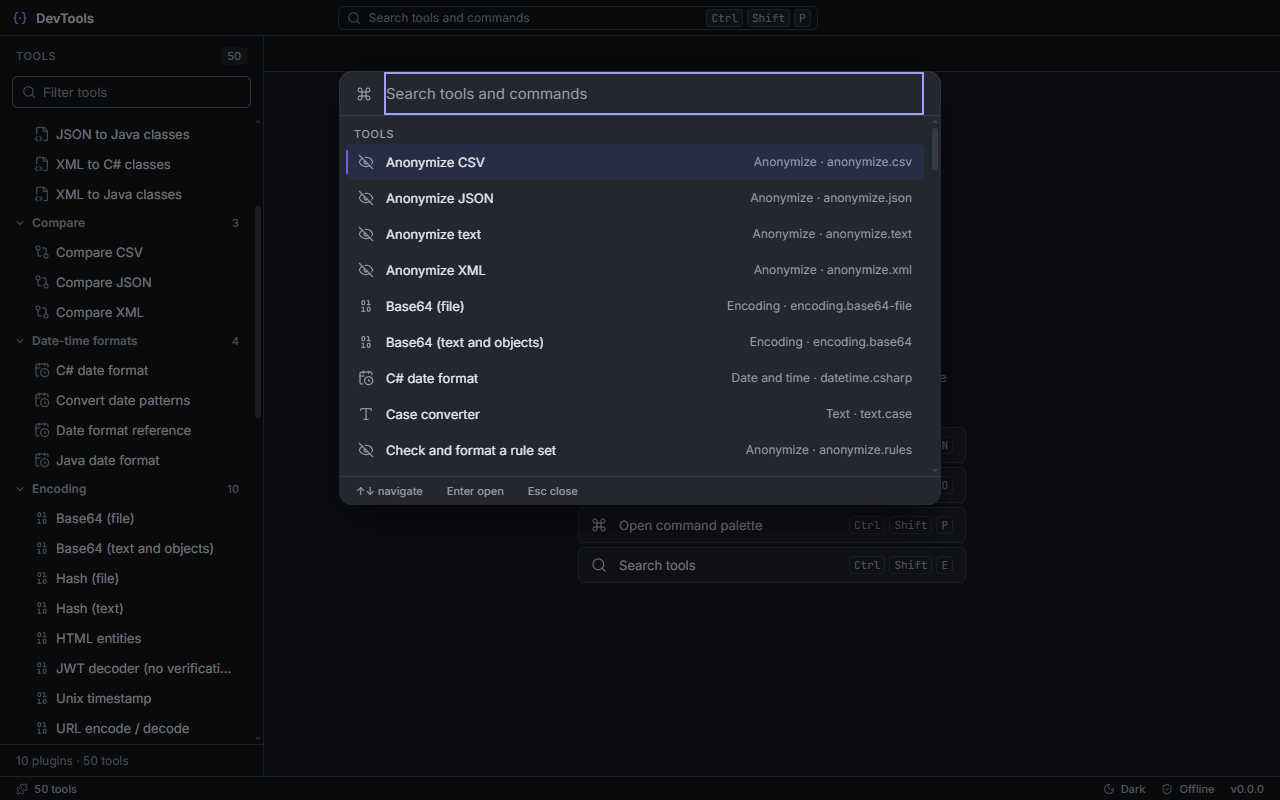 DevTools
Search tools and commands
Ctrl Shift P
TOOLS 50
Filter tools
JSON to Java classes
XML to C# classes
XML to Java classes
Compare 3
Compare CSV
Compare JSON
Compare XML
Date-time formats 4
C# date format
Convert date patterns
Date format reference
Java date format
Encoding 10
Base64 (file)
Base64 (text and objects)
Hash (file)
Hash (text)
HTML entities
JWT decoder (no verificati...
Unix timestamp
URL encode / decode
10 plugins · 50 tools
Search tools and commands
TOOLS
Anonymize CSV Anonymize · anonymize.csv
Anonymize JSON Anonymize · anonymize.json
Anonymize text Anonymize · anonymize.text
Anonymize XML Anonymize · anonymize.xml
Base64 (file) Encoding · encoding.base64-file
Base64 (text and objects) Encoding · encoding.base64
C# date format Date and time · datetime.csharp
Case converter Text · text.case
Check and format a rule set Anonymize · anonymize.rules
↑↓ navigate Enter open Esc close
e
N
O
Open command palette Ctrl Shift P
Search tools Ctrl Shift E
50 tools
Dark Offline v0.0.0